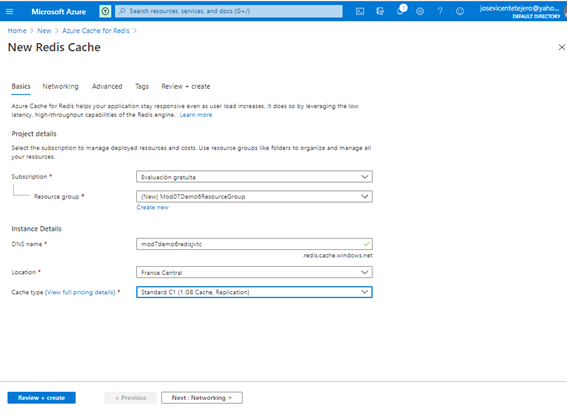 Microsoft Azure
Search resources, services, and docs (G+/)
1
josevicentetejero@yaho...
DEFAULT DIRECTORY
Home > New > Azure Cache for Redis >
New Redis Cache
Basics Networking Advanced Tags Review + create
Azure Cache for Redis helps your application stay responsive even as user load increases. It does so by leveraging the low
latency, high-throughput capabilities of the Redis engine. Learn more
Project details
Select the subscription to manage deployed resources and costs. Use resource groups like folders to organize and manage all
your resources.
Subscription * Evaluación gratuita
Resource group * (New) Mod07Demo6ResourceGroup
Create new
Instance Details
DNS name * mod7demo6redisjvtc
.redis.cache.windows.net
Location * France Central
Cache type (View full pricing details) * Standard C1 (1 GB Cache, Replication)
Review + create < Previous Next : Networking >